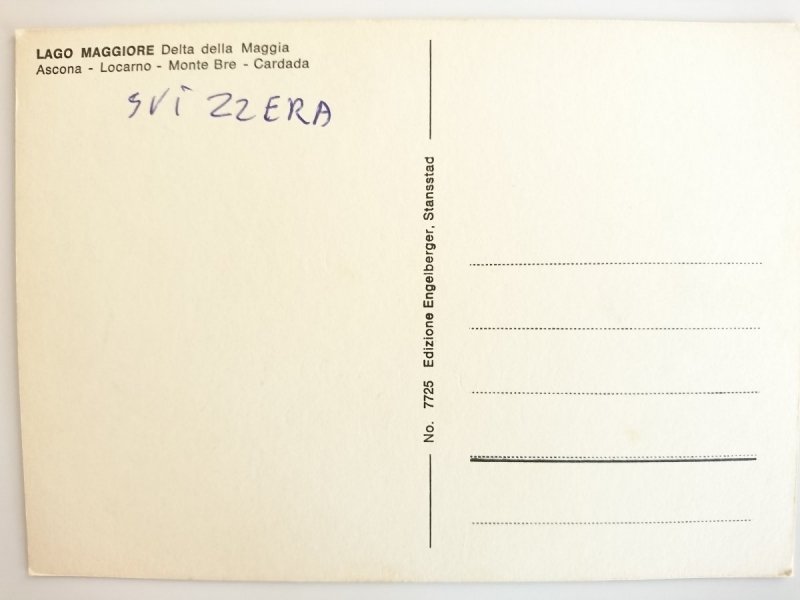 LAGO MAGGIORE Delta della Maggia
Ascona - Locarno - Monte Bre - Cardada
SVIZZERA
No. 7725 Edizione Engelberger, Stansstad